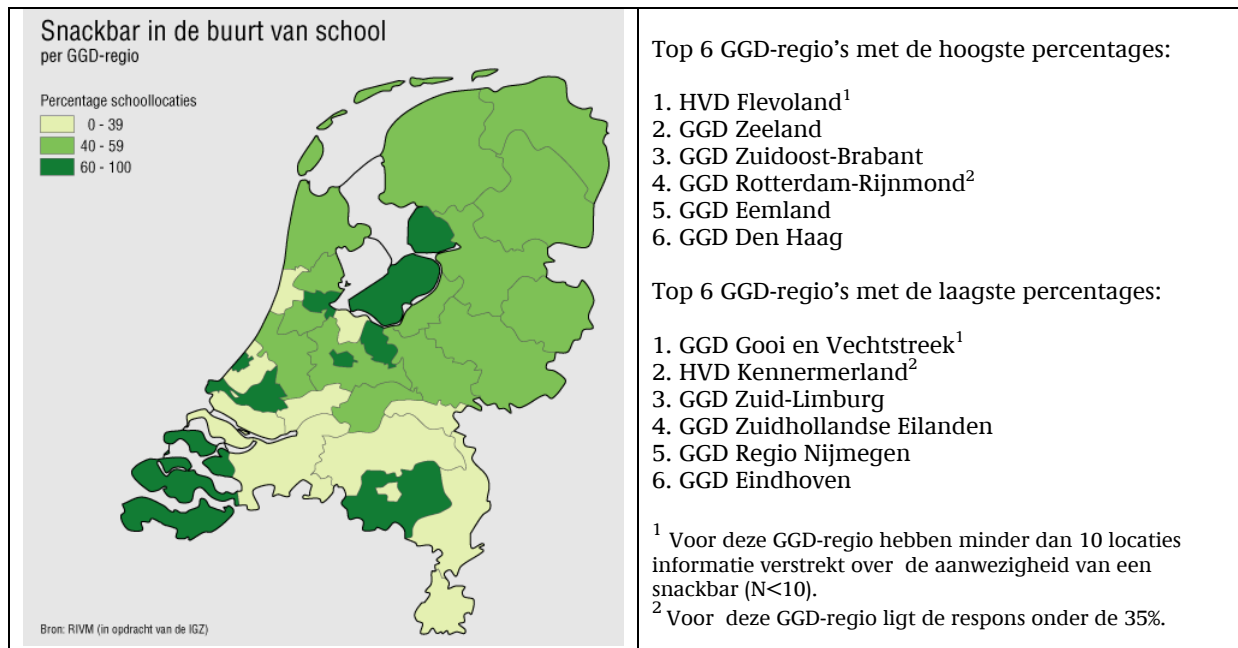 Snackbar in de buurt van school
per GGD-regio
Percentage schoollocaties
0 - 39
40 - 59
60 - 100
Bron: RIVM (in opdracht van de IGZ)
Top 6 GGD-regio's met de hoogste percentages:
1. HVD Flevoland¹
2. GGD Zeeland
3. GGD Zuidoost-Brabant
4. GGD Rotterdam-Rijnmond²
5. GGD Eemland
6. GGD Den Haag
Top 6 GGD-regio's met de laagste percentages:
1. GGD Gooi en Vechtstreek¹
2. HVD Kennermerland²
3. GGD Zuid-Limburg
4. GGD Zuidhollandse Eilanden
5. GGD Regio Nijmegen
6. GGD Eindhoven
¹ Voor deze GGD-regio hebben minder dan 10 locaties
informatie verstrekt over de aanwezigheid van een
snackbar (N<10).
² Voor deze GGD-regio ligt de respons onder de 35%.